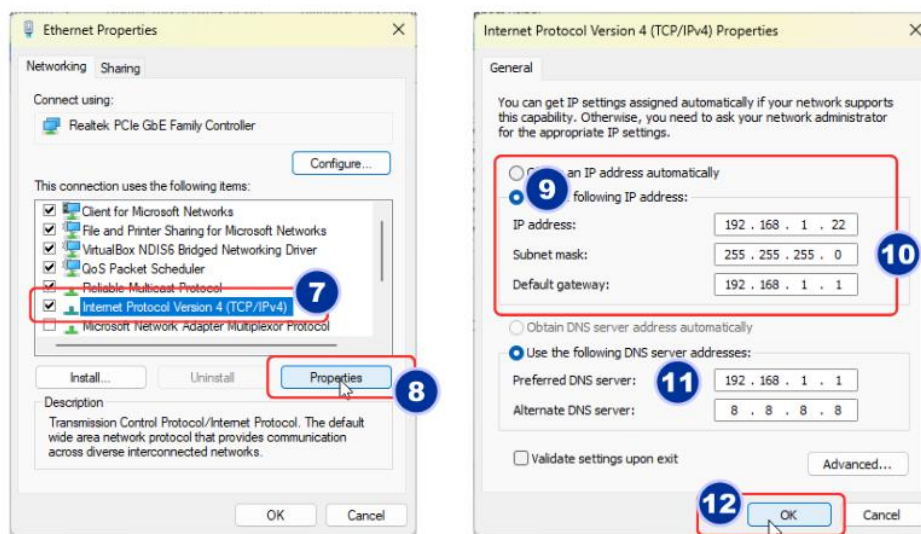 Ethernet Properties
Networking Sharing
Connect using:
Realtek PCIe GbE Family Controller
Configure...
This connection uses the following items:
Client for Microsoft Networks
File and Printer Sharing for Microsoft Networks
VirtualBox NDIS6 Bridged Networking Driver
QoS Packet Scheduler
Reliable Multicast Protocol
Internet Protocol Version 4 (TCP/IPv4)
7
Microsoft Network Adapter Multiplexor Protocol
Install... Uninstall Properties
8
Description
Transmission Control Protocol/Internet Protocol. The default
wide area network protocol that provides communication
across diverse interconnected networks.
OK Cancel
Internet Protocol Version 4 (TCP/IPv4) Properties
General
You can get IP settings assigned automatically if your network supports
this capability. Otherwise, you need to ask your network administrator
for the appropriate IP settings.
an IP address automatically
9 following IP address:
IP address: 192 . 168 . 1 . 22
Subnet mask: 255 . 255 . 255 . 0
10
Default gateway: 192 . 168 . 1 . 1
Obtain DNS server address automatically
Use the following DNS server addresses:
Preferred DNS server: 11 192 . 168 . 1 . 1
Alternate DNS server: 8 . 8 . 8 . 8
Validate settings upon exit
Advanced...
12 OK Cancel